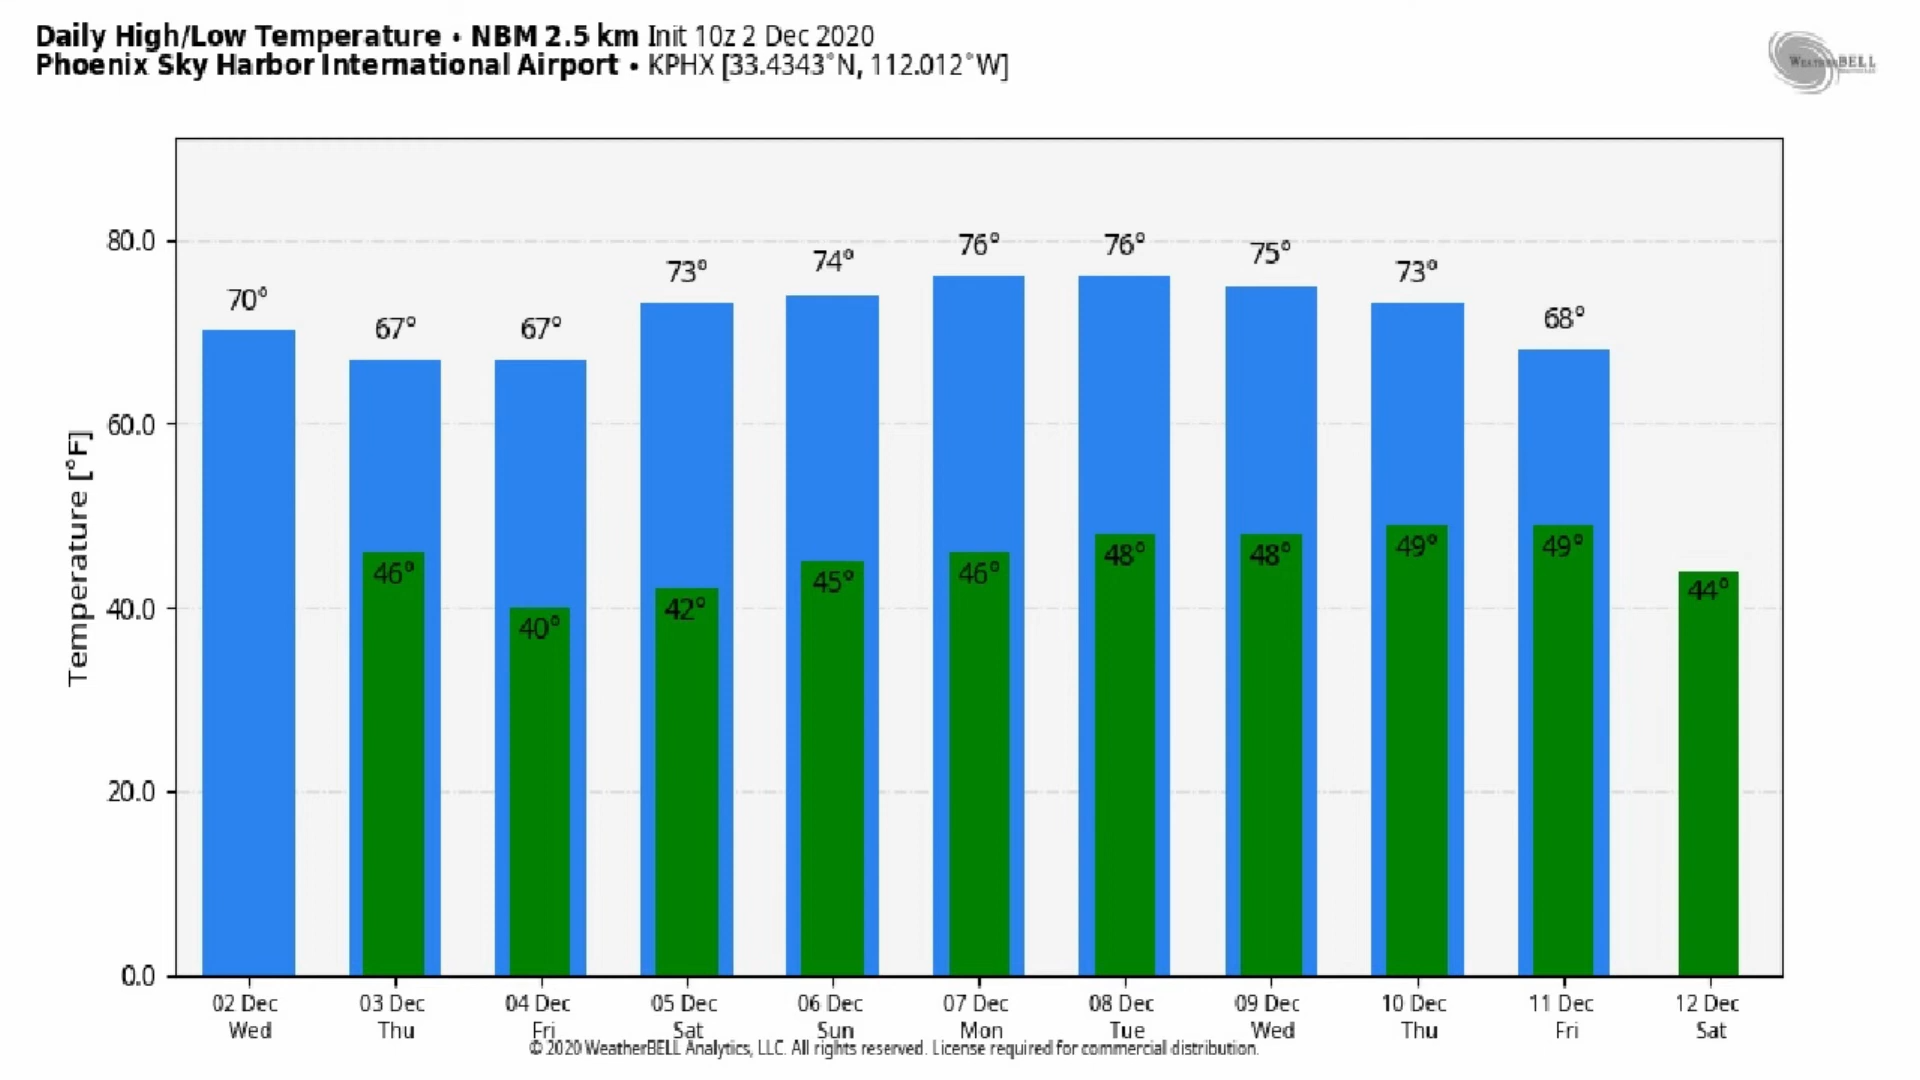 Daily High/Low Temperature • NBM 2.5 km Init 10z 2 Dec 2020
Phoenix Sky Harbor International Airport • KPHX [33.4343°N, 112.012°W]
WeatherBELL
Temperature [°F]
80.0
60.0
40.0
20.0
0.0
70° 67° 67° 73° 74° 76° 76° 75° 73° 68°
46° 40° 42° 45° 46° 48° 48° 49° 49° 44°
02 Dec 03 Dec 04 Dec 05 Dec 06 Dec 07 Dec 08 Dec 09 Dec 10 Dec 11 Dec 12 Dec
Wed Thu Fri Sat Sun Mon Tue Wed Thu Fri Sat
© 2020 WeatherBELL Analytics, LLC. All rights reserved. License required for commercial distribution.